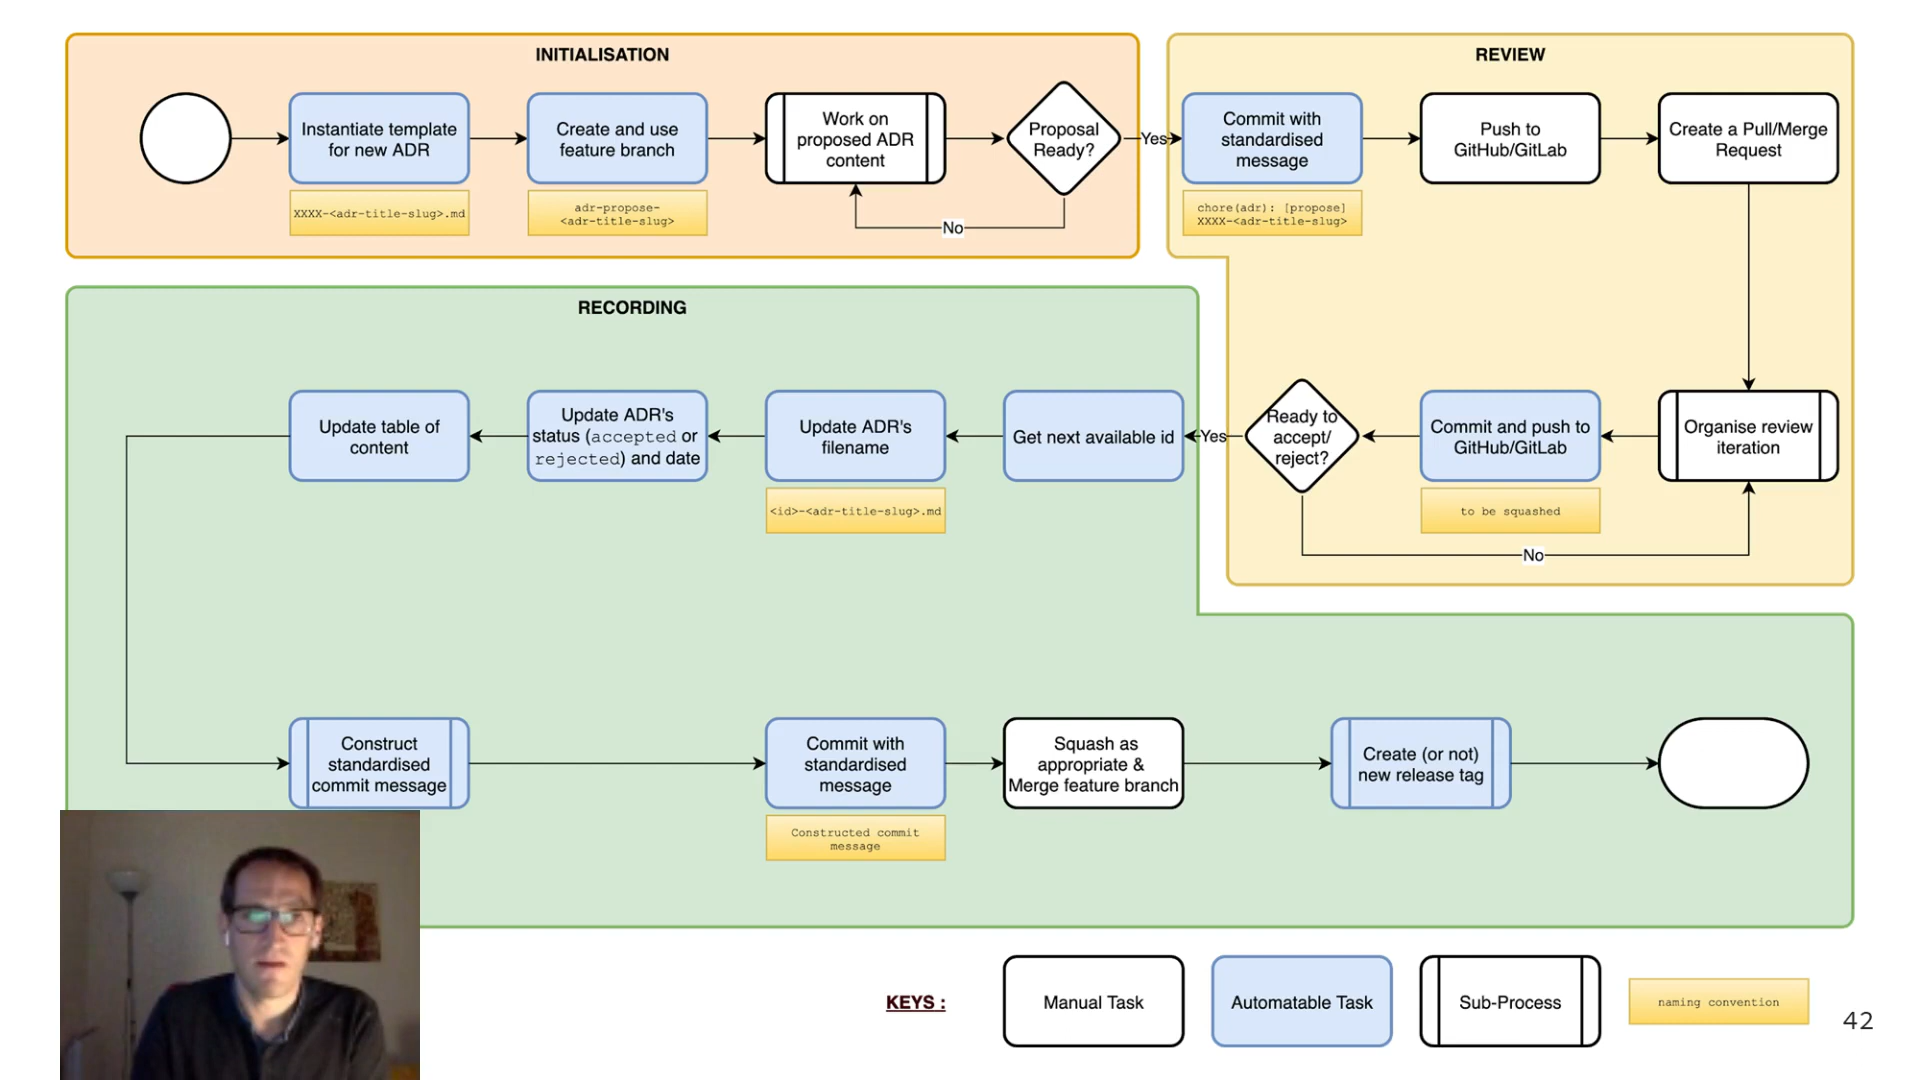 INITIALISATION
Instantiate template
for new ADR
XXXX-<adr-title-slug>.md
Create and use
feature branch
adr-propose-
<adr-title-slug>
Work on
proposed ADR
content
Proposal
Ready?
No
Yes
REVIEW
Commit with
standardised
message
chore(adr): [propose]
XXXX-<adr-title-slug>
Push to
GitHub/GitLab
Create a Pull/Merge
Request
Organise review
iteration
Commit and push to
GitHub/GitLab
to be squashed
Ready to
accept/
reject?
No
Yes
RECORDING
Get next available id
Update ADR's
filename
<id>-<adr-title-slug>.md
Update ADR's
status (accepted or
rejected) and date
Update table of
content
Construct
standardised
commit message
Commit with
standardised
message
Constructed commit
message
Squash as
appropriate &
Merge feature branch
Create (or not)
new release tag
KEYS :
Manual Task
Automatable Task
Sub-Process
naming convention
42